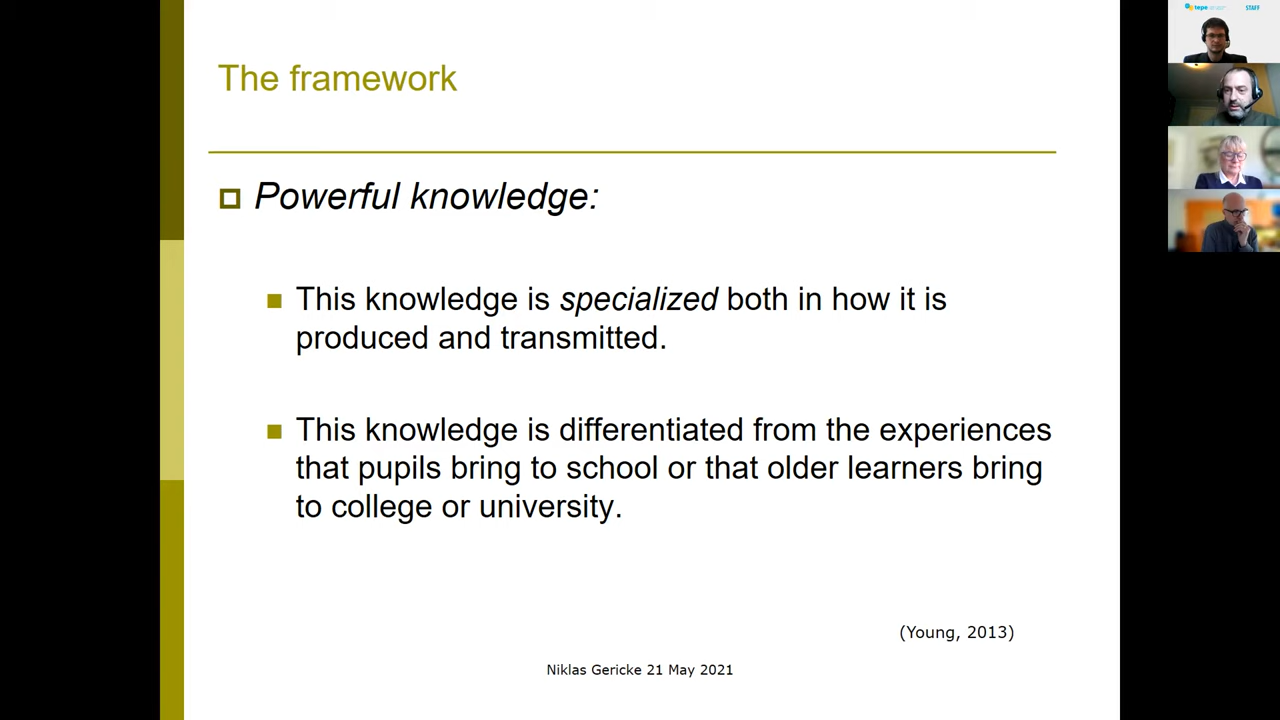 The framework
Powerful knowledge:
This knowledge is specialized both in how it is
produced and transmitted.
This knowledge is differentiated from the experiences
that pupils bring to school or that older learners bring
to college or university.
(Young, 2013)
Niklas Gericke 21 May 2021
tepe
STAFF